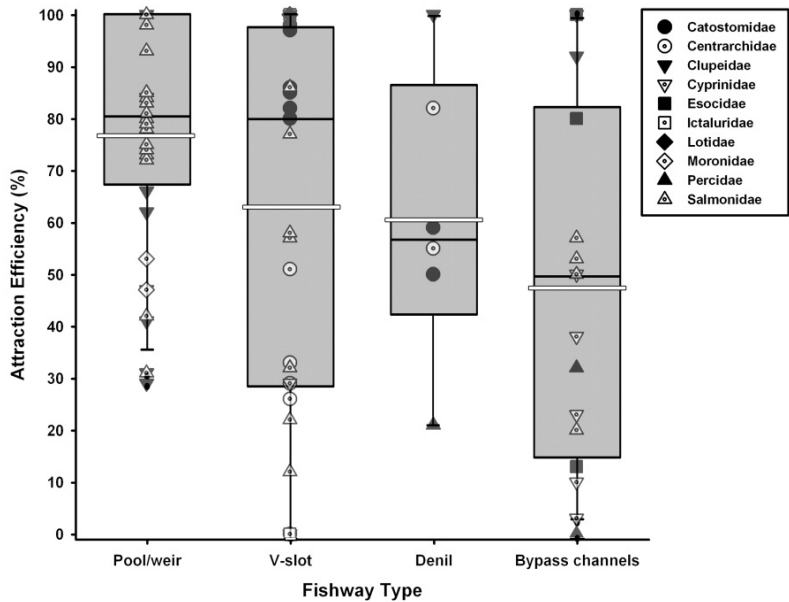 Attraction Efficiency (%)
100
90
80
70
60
50
40
30
20
10
0
Pool/weir
V-slot
Denil
Bypass channels
Fishway Type
Catostomidae
Centrarchidae
Clupeidae
Cyprinidae
Esocidae
Ictaluridae
Lotidae
Moronidae
Percidae
Salmonidae